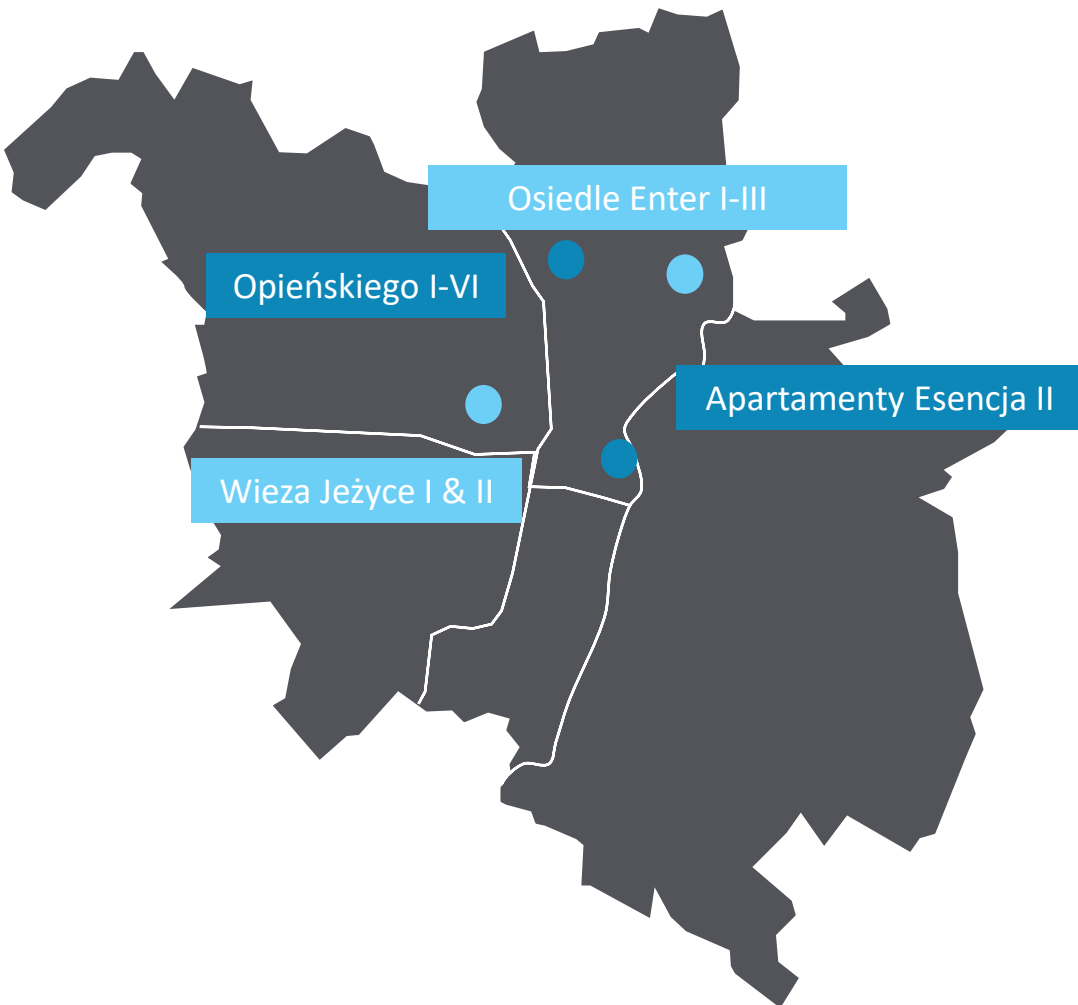 Osiedle Enter I-III
Opieńskiego I-VI
Apartamenty Esencja II
Wieza Jeżyce I & II